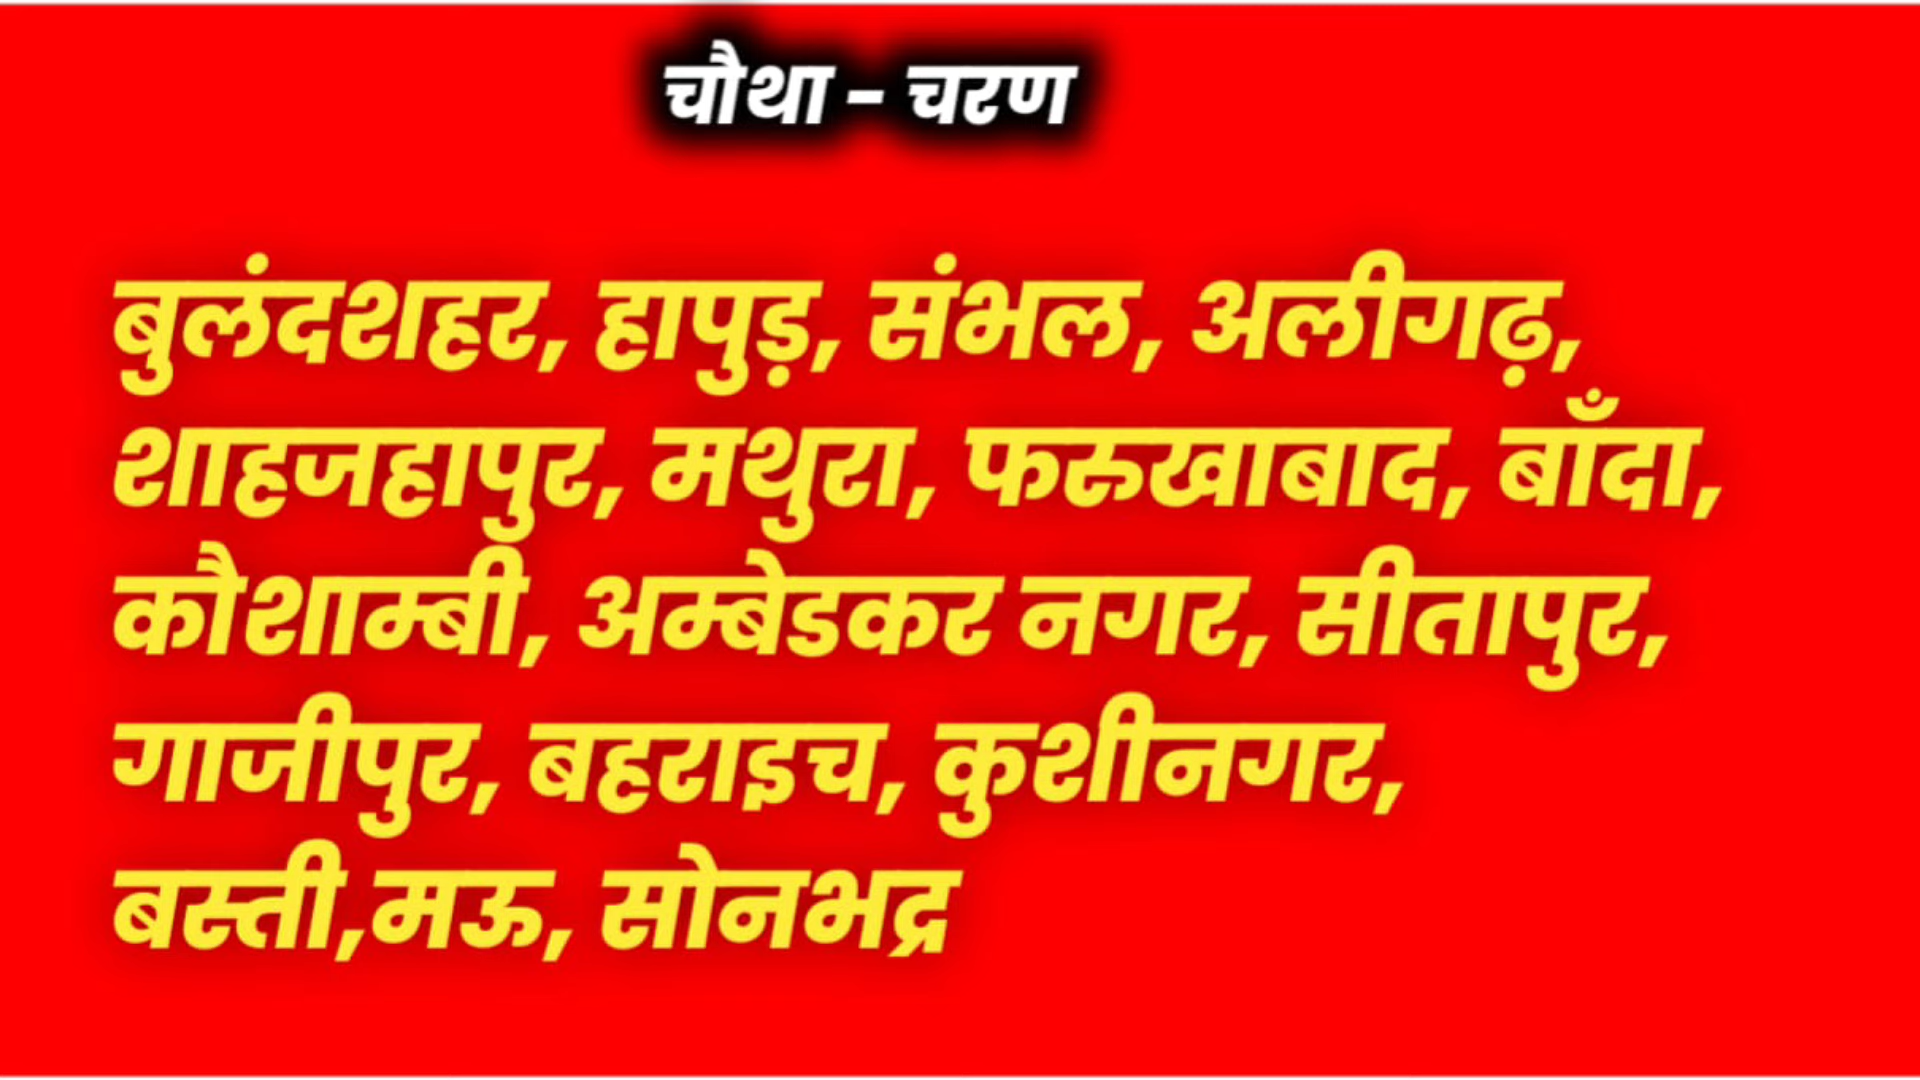 चौथा - चरण
बुलंदशहर, हापुड़, संभल, अलीगढ़,
शाहजहापुर, मथुरा, फरुखाबाद, बाँदा,
कौशाम्बी, अम्बेडकर नगर, सीतापुर,
गाजीपुर, बहराइच, कुशीनगर,
बस्ती,मऊ, सोनभद्र